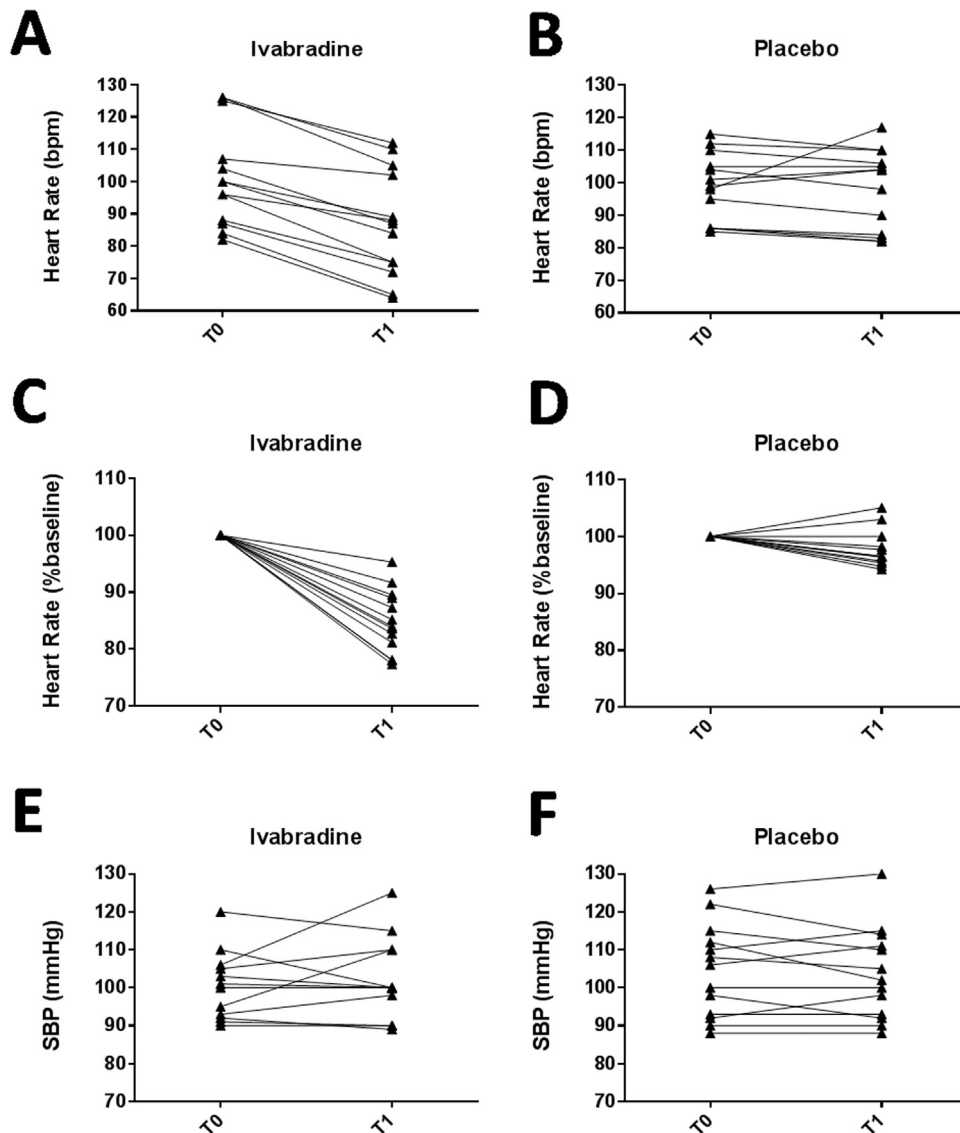 A
Ivabradine
Heart Rate (bpm)
130
120
110
100
90
80
70
60
T0
T1
B
Placebo
Heart Rate (bpm)
130
120
110
100
90
80
70
60
T0
T1
C
Ivabradine
Heart Rate (%baseline)
110
100
90
80
70
T0
T1
D
Placebo
Heart Rate (%baseline)
110
100
90
80
70
T0
T1
E
Ivabradine
SBP (mmHg)
130
120
110
100
90
80
70
T0
T1
F
Placebo
SBP (mmHg)
130
120
110
100
90
80
70
T0
T1